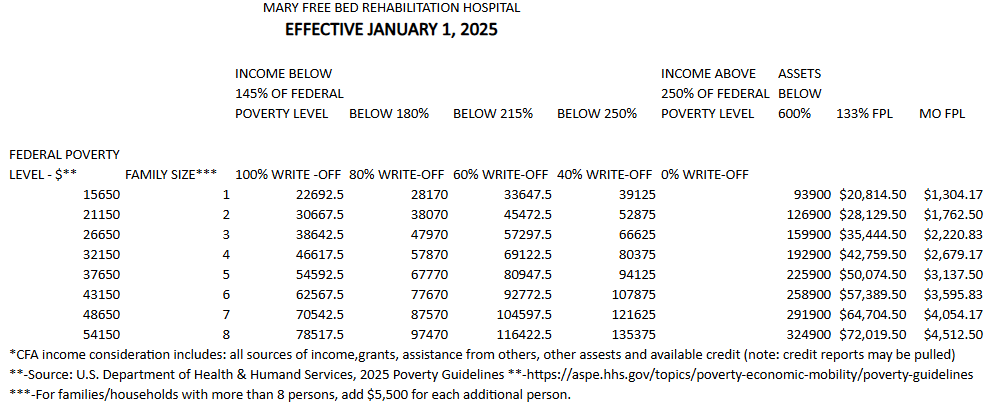 MARY FREE BED REHABILITATION HOSPITAL
EFFECTIVE JANUARY 1, 2025
INCOME BELOW INCOME ABOVE ASSETS
145% OF FEDERAL 250% OF FEDERAL BELOW
POVERTY LEVEL BELOW 180% BELOW 215% BELOW 250% POVERTY LEVEL 600% 133% FPL MO FPL
FEDERAL POVERTY
LEVEL - $** FAMILY SIZE*** 100% WRITE -OFF 80% WRITE-OFF 60% WRITE-OFF 40% WRITE-OFF 0% WRITE-OFF
15650 1 22692.5 28170 33647.5 39125 93900 $20,814.50 $1,304.17
21150 2 30667.5 38070 45472.5 52875 126900 $28,129.50 $1,762.50
26650 3 38642.5 47970 57297.5 66625 159900 $35,444.50 $2,220.83
32150 4 46617.5 57870 69122.5 80375 192900 $42,759.50 $2,679.17
37650 5 54592.5 67770 80947.5 94125 225900 $50,074.50 $3,137.50
43150 6 62567.5 77670 92772.5 107875 258900 $57,389.50 $3,595.83
48650 7 70542.5 87570 104597.5 121625 291900 $64,704.50 $4,054.17
54150 8 78517.5 97470 116422.5 135375 324900 $72,019.50 $4,512.50
*CFA income consideration includes: all sources of income,grants, assistance from others, other assests and available credit (note: credit reports may be pulled)
**-Source: U.S. Department of Health & Humand Services, 2025 Poverty Guidelines **-https://aspe.hhs.gov/topics/poverty-economic-mobility/poverty-guidelines
***-For families/households with more than 8 persons, add $5,500 for each additional person.